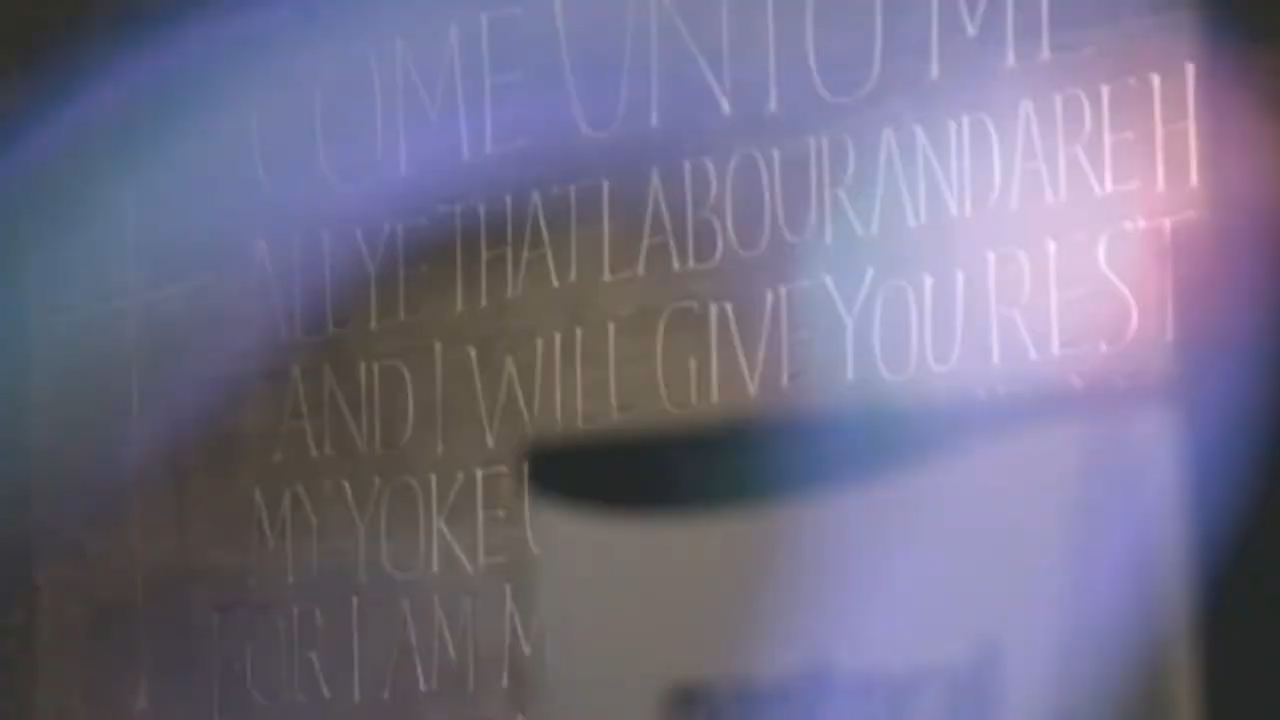 COME UNTO ME
ALL YE THAT LABOUR AND ARE H
AND I WILL GIVE YOU REST
MY YOKE U
FOR I AM M